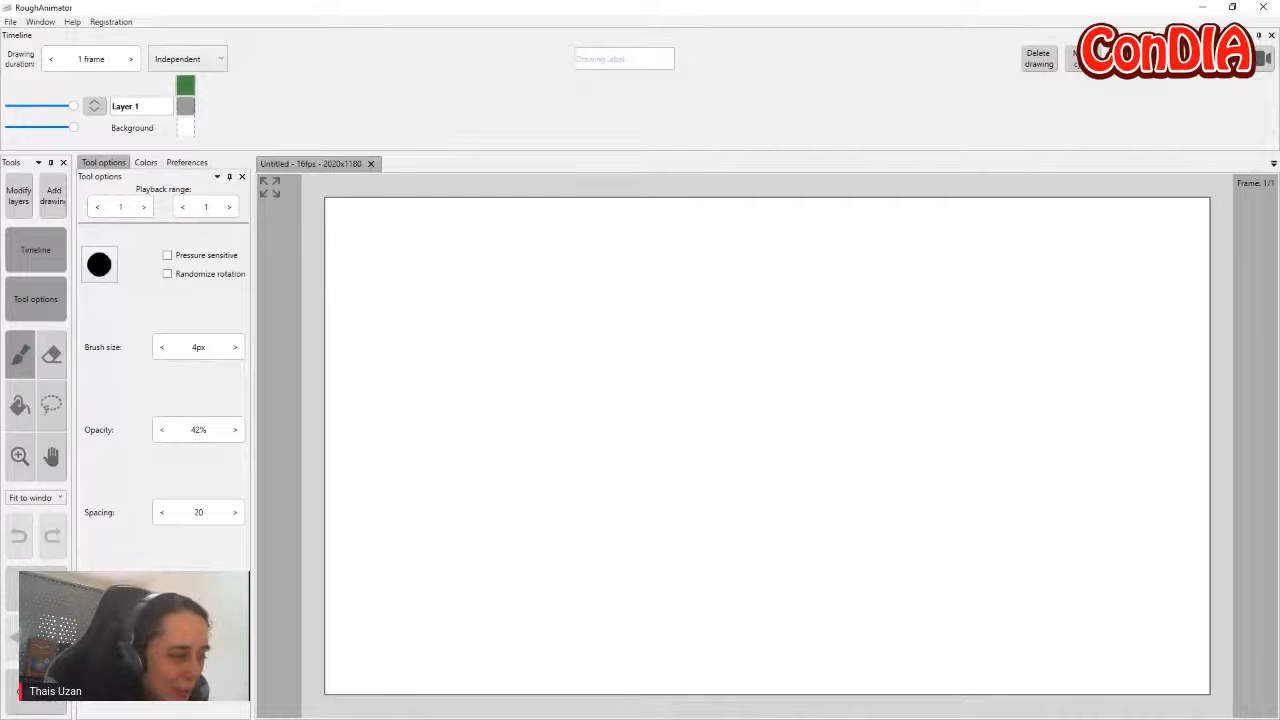 RoughAnimator
File Window Help Registration
Timeline
Drawing duration: < 1 frame > Independent
Drawing label
Delete drawing
ConDIA
Layer 1
Background
Tools
Tool options Colors Preferences
Untitled - 16fps - 2020x1180
Modify layers
Add drawing
Tool options
Playback range:
< 1 > < 1 >
Frame: 1/1
Timeline
Pressure sensitive
Randomize rotation
Tool options
Brush size: < 4px >
Opacity: < 42% >
Fit to windo
Spacing: < 20 >
Thais Uzan